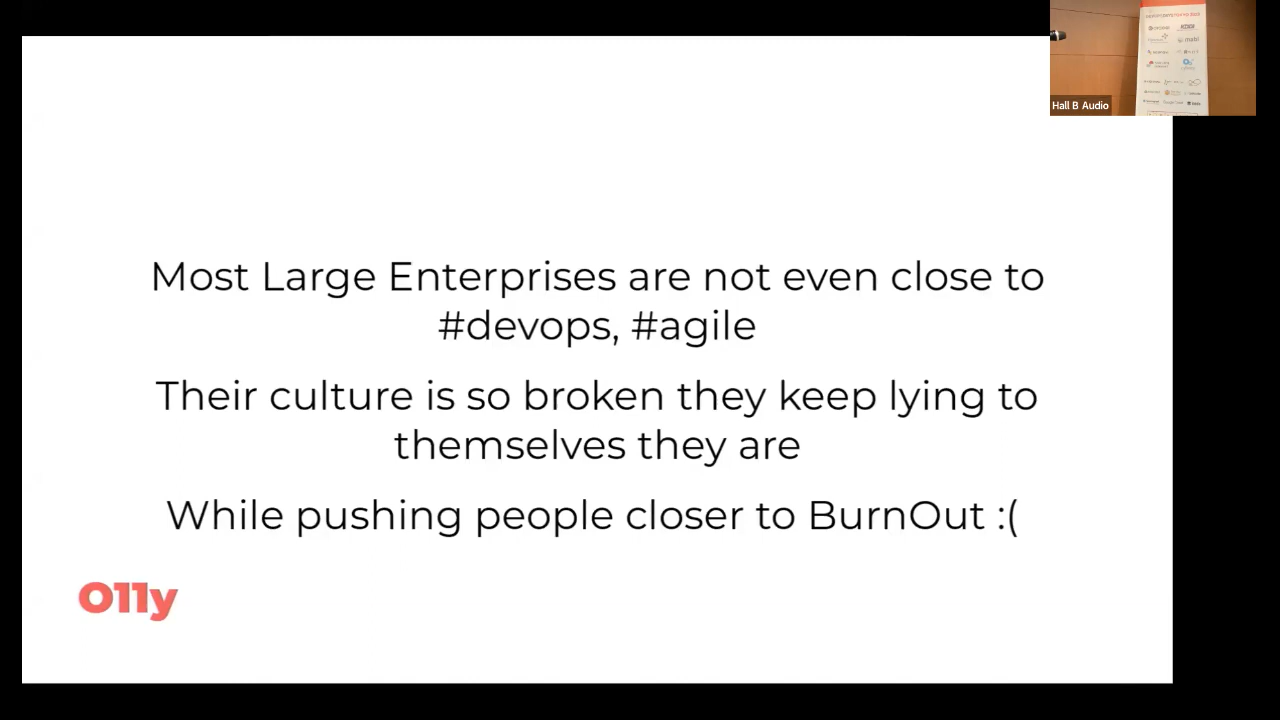 Hall B Audio
Most Large Enterprises are not even close to
#devops, #agile
Their culture is so broken they keep lying to
themselves they are
While pushing people closer to BurnOut :(
O11y